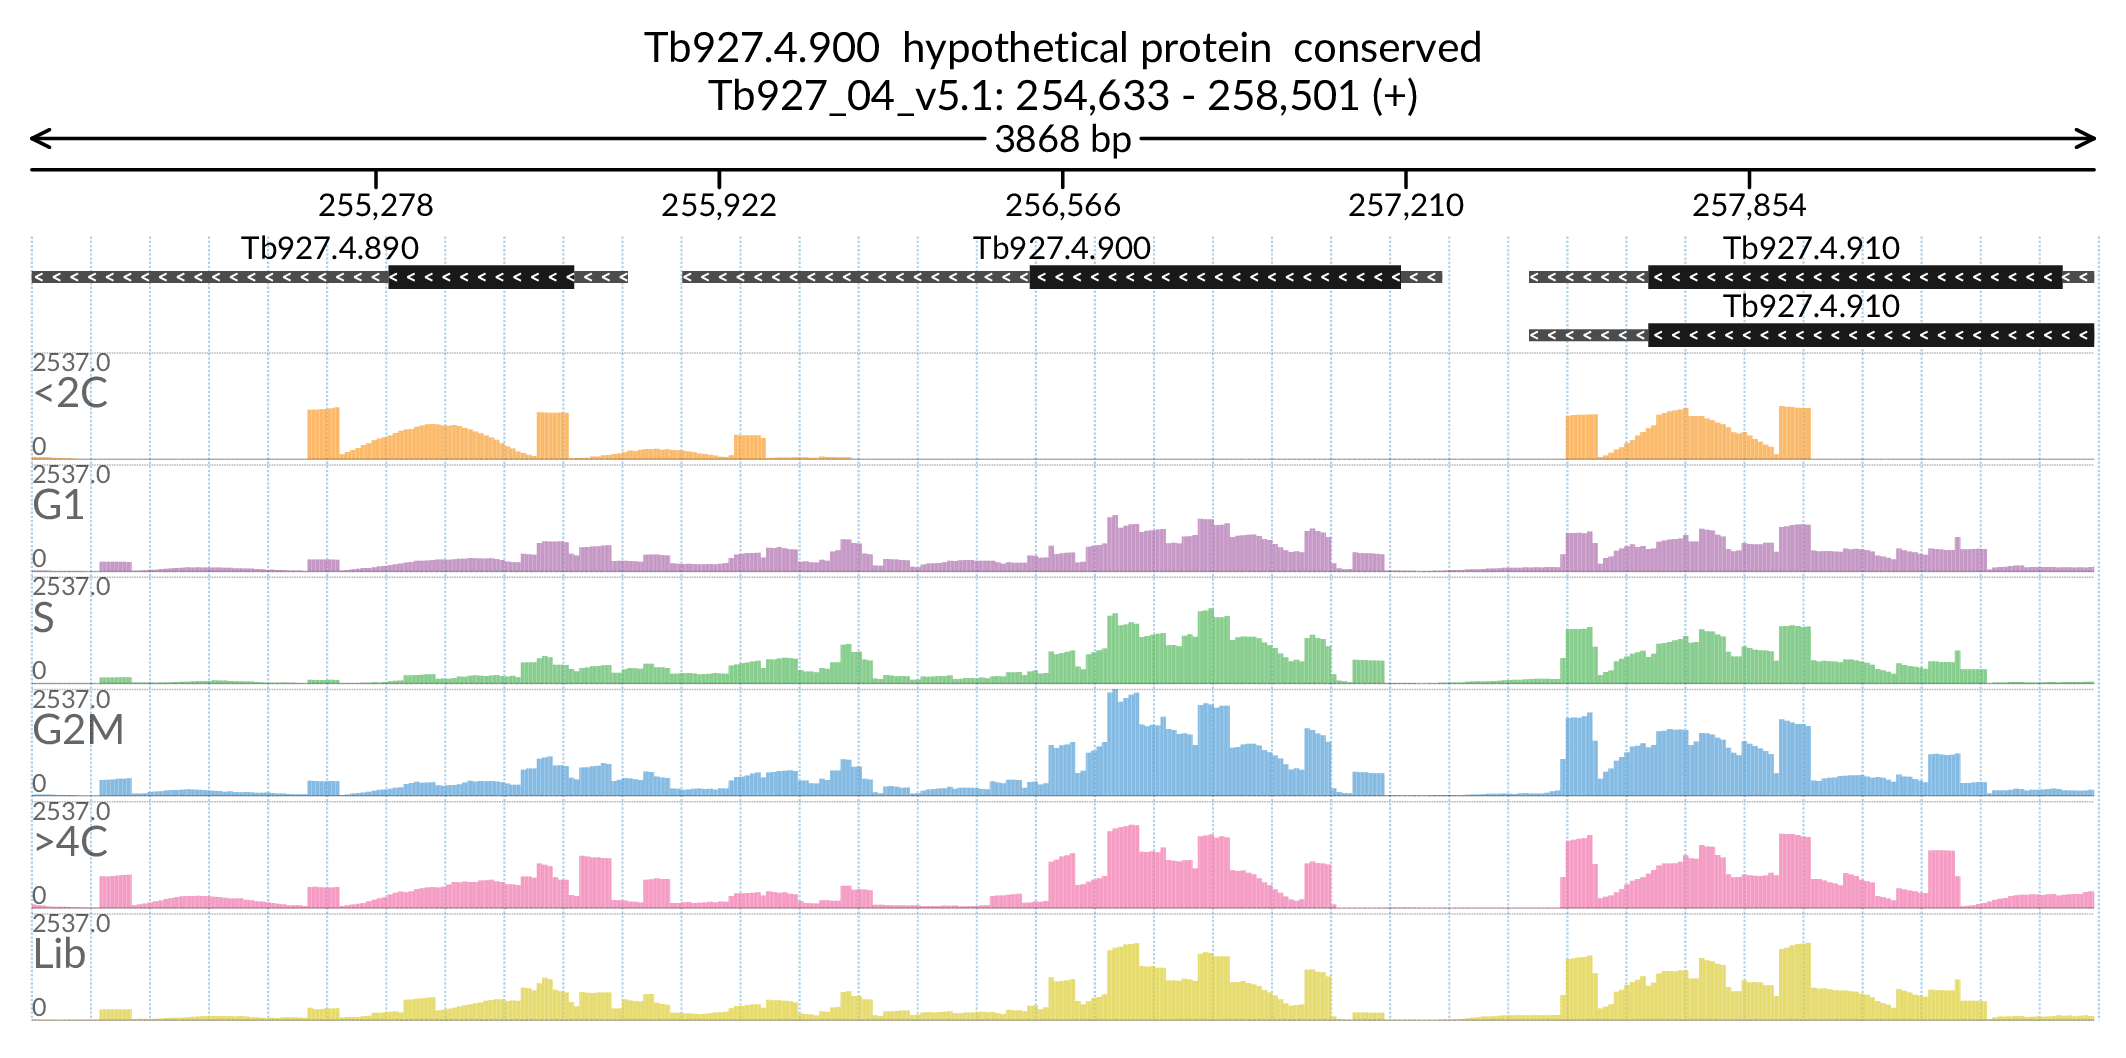 Tb927.4.900 hypothetical protein conserved
Tb927_04_v5.1: 254,633 - 258,501 (+)
3868 bp
255,278 255,922 256,566 257,210 257,854
Tb927.4.890 Tb927.4.900 Tb927.4.910
Tb927.4.910
2537.0
<2C
0
2537.0
G1
0
2537.0
S
0
2537.0
G2M
0
2537.0
>4C
0
2537.0
Lib
0